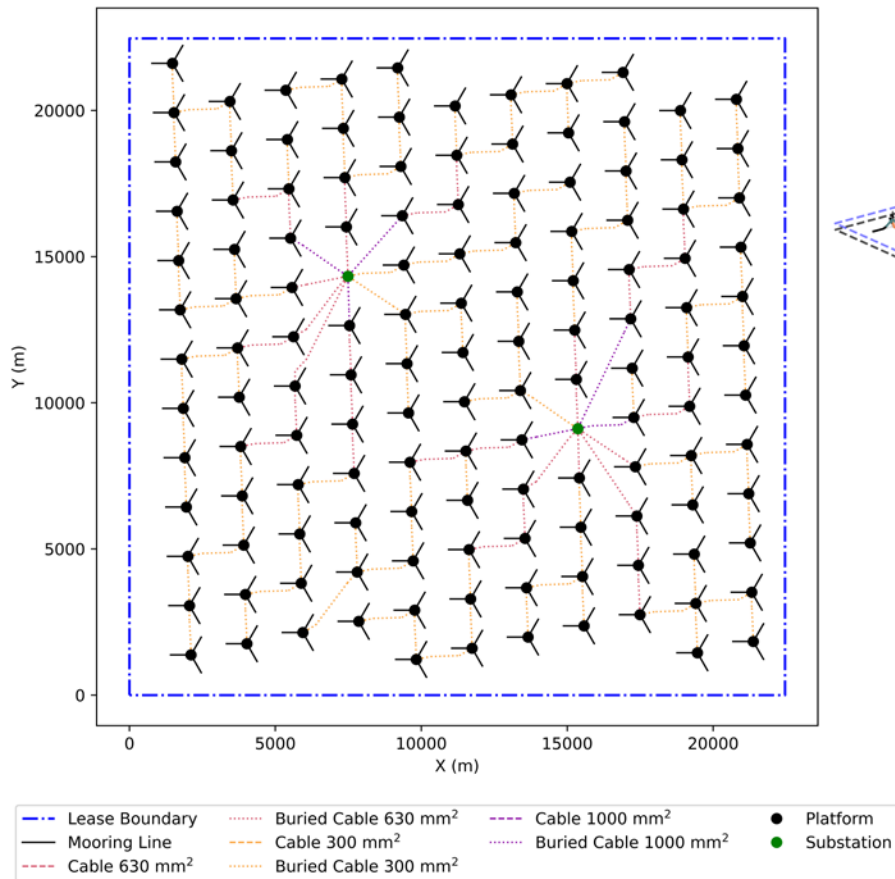 20000
15000
10000
5000
0
Y (m)
0 5000 10000 15000 20000
X (m)
Lease Boundary Buried Cable 630 mm² Cable 1000 mm² Platform
Mooring Line Cable 300 mm² Buried Cable 1000 mm² Substation
Cable 630 mm² Buried Cable 300 mm²